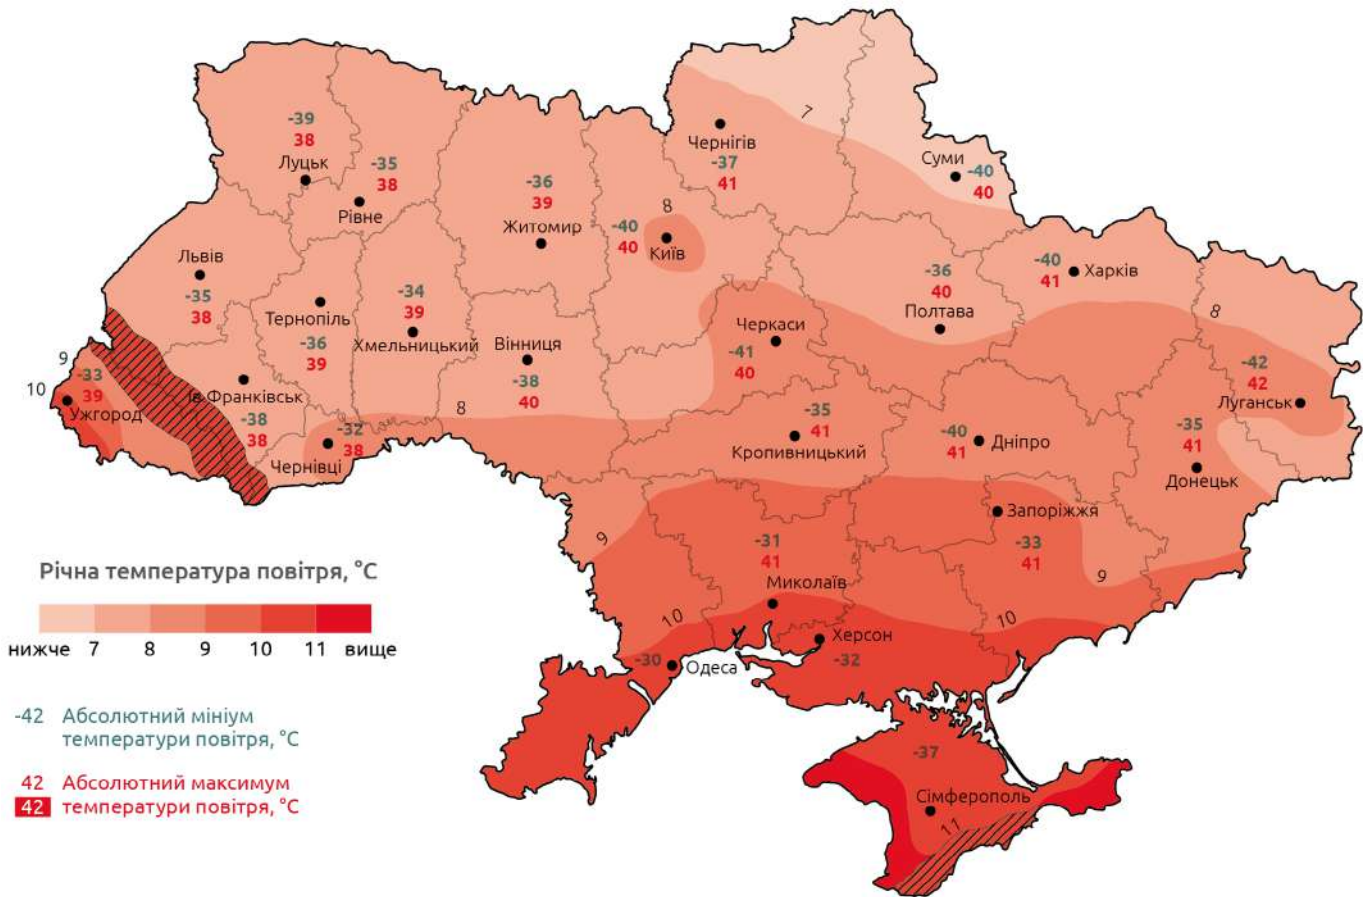 7
-39
38
Луцьк
-35
38
Рівне
-36
39
Житомир
8
-40
40
Київ
Чернігів
-37
41
Суми
-40
40
Львів
-35
38
Тернопіль
-36
39
-34
39
Хмельницький
Вінниця
-38
40
Черкаси
-41
40
-36
40
Полтава
-40
41
Харків
8
-42
42
Луганськ
9
10
-33
39
Ужгород
Ів Франківськ
-38
38
-32
38
Чернівці
8
-35
41
Кропивницький
-40
41
Дніпро
-35
41
Донецьк
Запоріжжя
-33
41
9
9
-31
41
Миколаїв
10
10
Херсон
-32
-30
Одеса
-37
Сімферополь
11
Річна температура повітря, °C
нижче 7 8 9 10 11 вище
-42 Абсолютний мініум
температури повітря, °C
42 Абсолютний максимум
42 температури повітря, °C